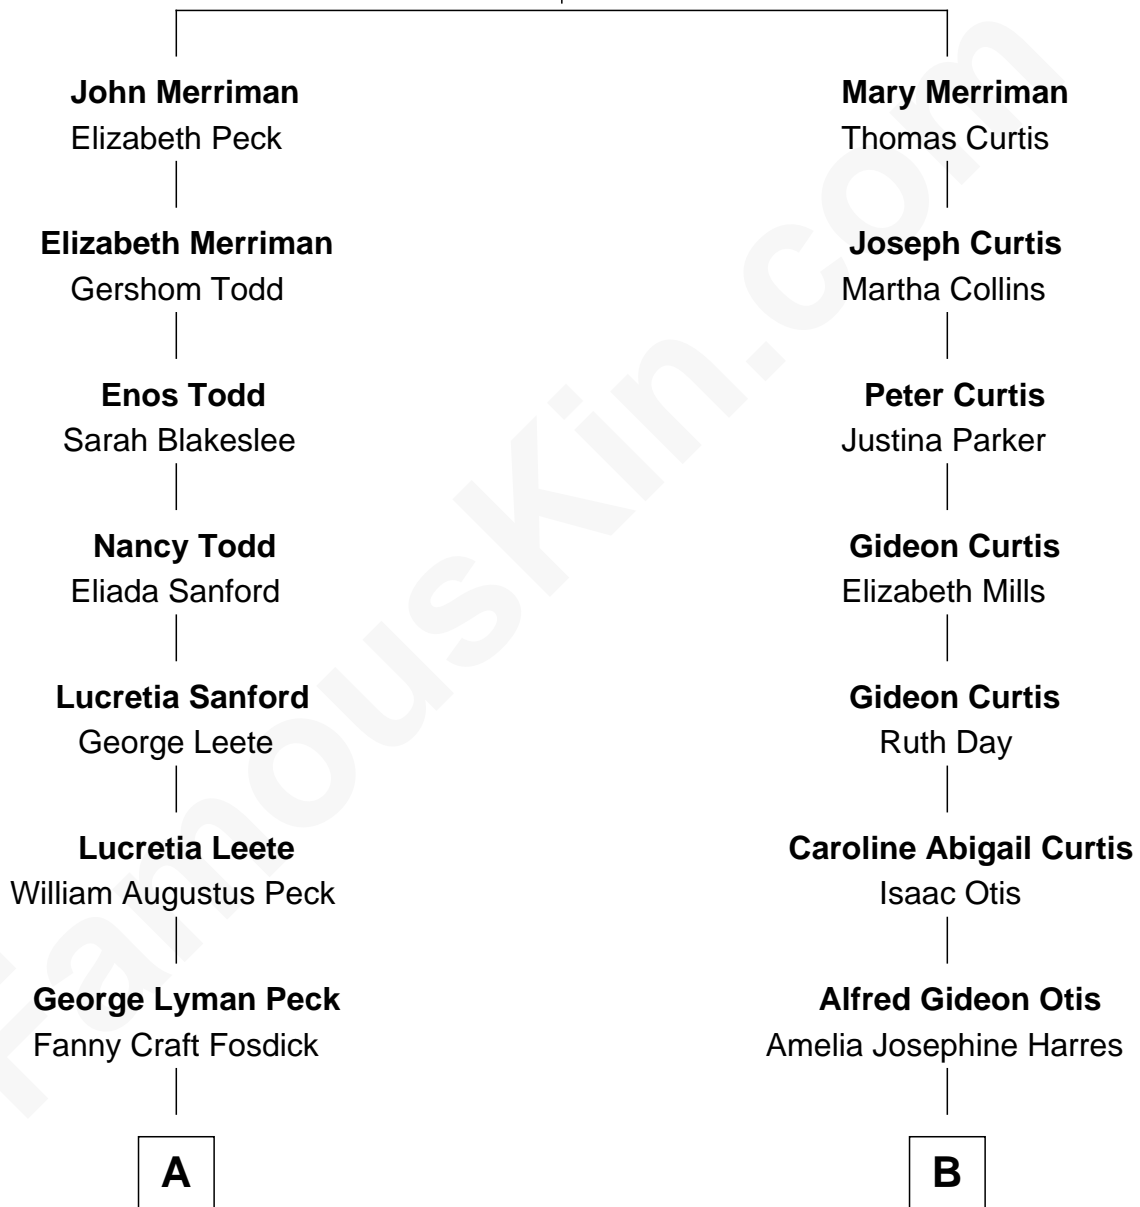 John Merriman
Elizabeth Peck
Mary Merriman
Thomas Curtis
Elizabeth Merriman
Gershom Todd
Joseph Curtis
Martha Collins
Enos Todd
Sarah Blakeslee
Peter Curtis
Justina Parker
Nancy Todd
Eliada Sanford
Gideon Curtis
Elizabeth Mills
Lucretia Sanford
George Leete
Gideon Curtis
Ruth Day
Lucretia Leete
William Augustus Peck
Caroline Abigail Curtis
Isaac Otis
George Lyman Peck
Fanny Craft Fosdick
Alfred Gideon Otis
Amelia Josephine Harres
A
B
FamousKin.com